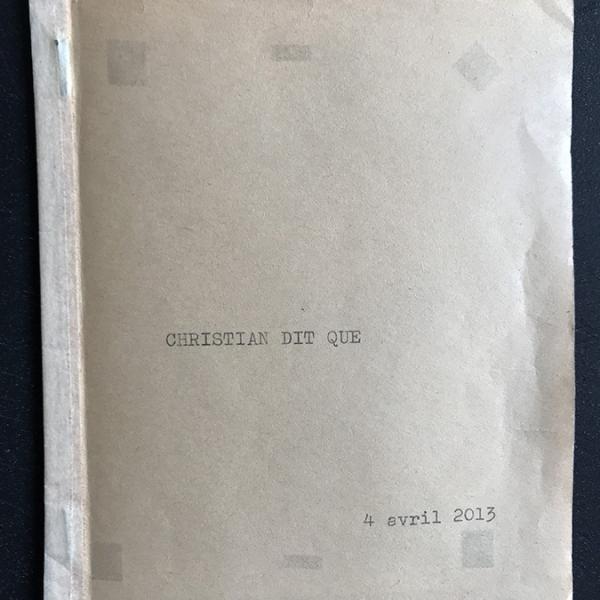 CHRISTIAN DIT QUE
4 avril 2013